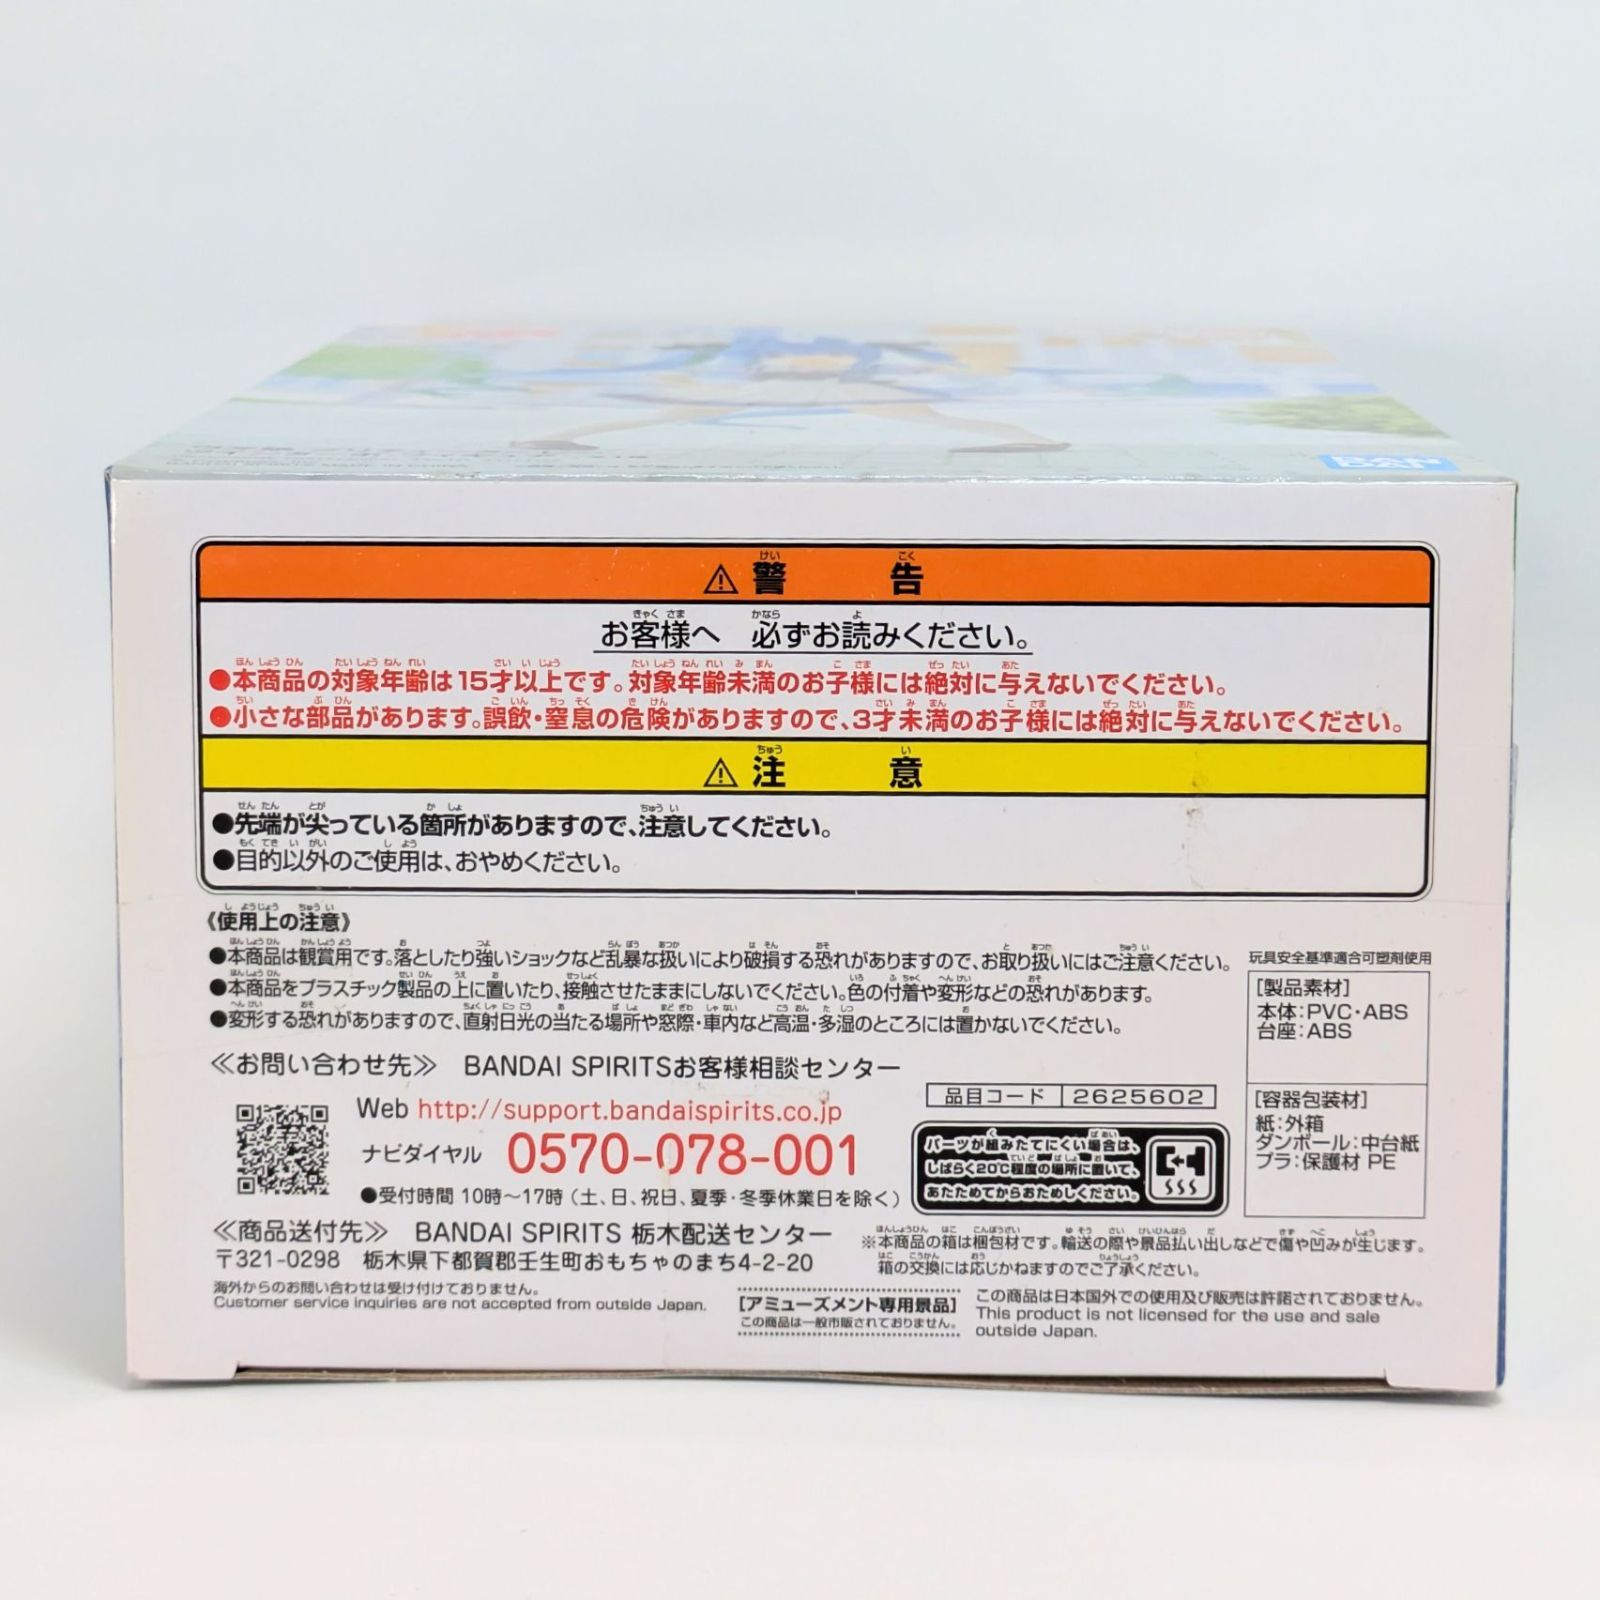 BAN
DAI
⚠警告
お客様へ 必ずお読みください。
●本商品の対象年齢は15才以上です。対象年齢未満のお子様には絶対に与えないでください。
●小さな部品があります。誤飲・窒息の危険がありますので、3才未満のお子様には絶対に与えないでください。
⚠注意
●先端が尖っている箇所がありますので、注意してください。
●目的以外のご使用は、おやめください。
《使用上の注意》
●本商品は観賞用です。落としたり強いショックなど乱暴な扱いにより破損する恐れがありますので、お取り扱いにはご注意ください。
●本商品をプラスチック製品の上に置いたり、接触させたままにしないでください。色の付着や変形などの恐れがあります。
●変形する恐れがありますので、直射日光の当たる場所や窓際・車内など高温・多湿のところには置かないでください。
玩具安全基準適合可塑剤使用
[製品素材]
本体:PVC・ABS
台座:ABS
[容器包装材]
紙:外箱
ダンボール:中台紙
プラ:保護材 PE
≪お問い合わせ先≫ BANDAI SPIRITSお客様相談センター
Web http://support.bandaispirits.co.jp
ナビダイヤル 0570-078-001
●受付時間 10時〜17時(土、日、祝日、夏季・冬季休業日を除く)
品目コード 2625602
パーツが組みたてにくい場合は、
しばらく20℃程度の場所に置いて、
あたためてからおためしください。
≪商品送付先≫ BANDAI SPIRITS 栃木配送センター
〒321-0298 栃木県下都賀郡壬生町おもちゃのまち4-2-20
※本商品の箱は梱包材です。輸送の際や景品払い出しなどで傷や凹みが生じます。
箱の交換には応じかねますのでご了承ください。
海外からのお問い合わせは受け付けておりません。
Customer service inquiries are not accepted from outside Japan.
[アミューズメント専用景品]
この商品は一般市販されておりません。
この商品は日本国外での使用及び販売は許諾されておりません。
This product is not licensed for the use and sale
outside Japan.